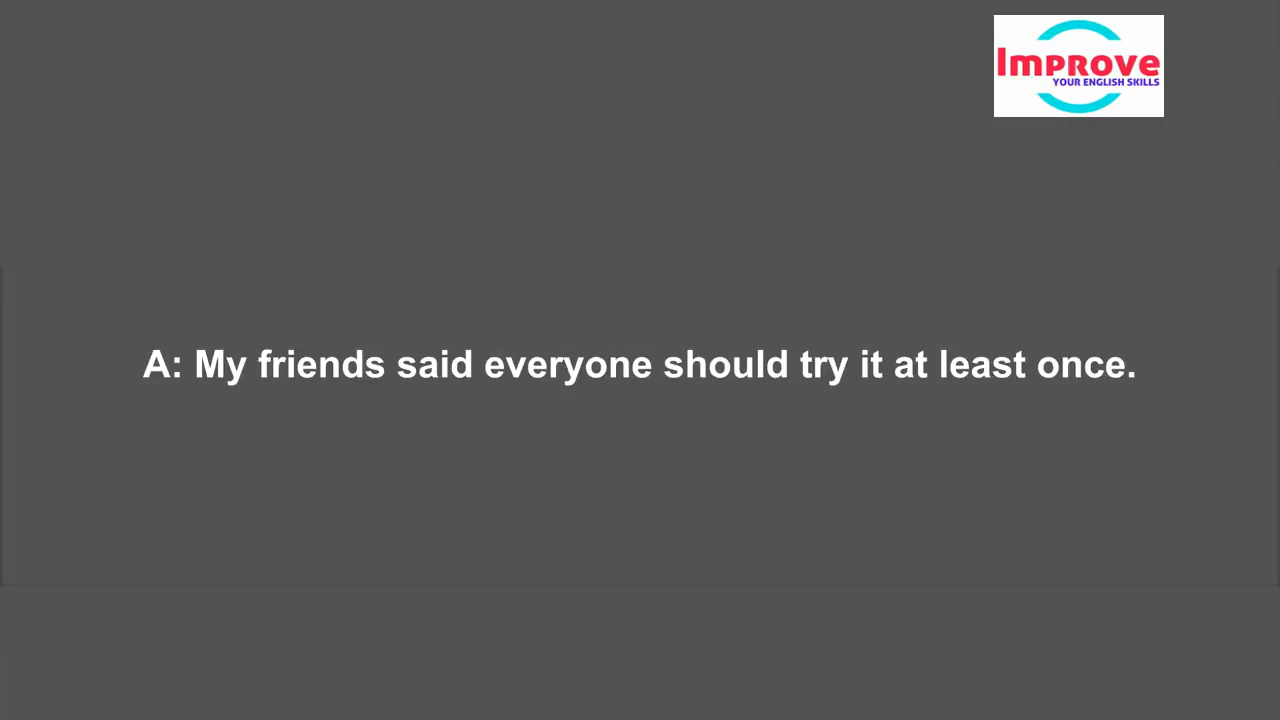 Improve
YOUR ENGLISH SKILLS
A: My friends said everyone should try it at least once.